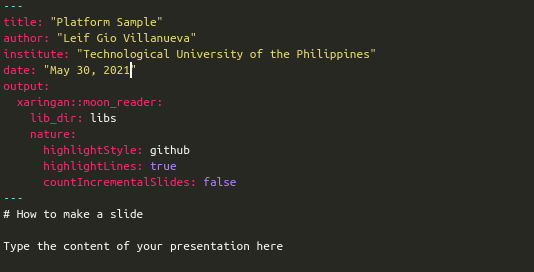 ---
title: "Platform Sample"
author: "Leif Gio Villanueva"
institute: "Technological University of the Philippines"
date: "May 30, 2021"
output:
  xaringan::moon_reader:
    lib_dir: libs
    nature:
      highlightStyle: github
      highlightLines: true
      countIncrementalSlides: false
---
# How to make a slide

Type the content of your presentation here